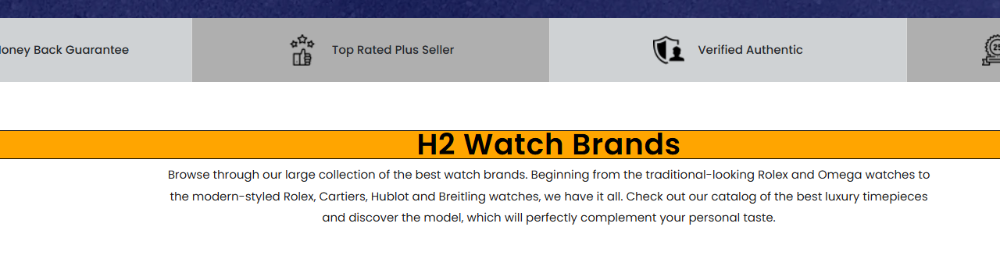 Money Back Guarantee
Top Rated Plus Seller
Verified Authentic
H2 Watch Brands
Browse through our large collection of the best watch brands. Beginning from the traditional-looking Rolex and Omega watches to
the modern-styled Rolex, Cartiers, Hublot and Breitling watches, we have it all. Check out our catalog of the best luxury timepieces
and discover the model, which will perfectly complement your personal taste.